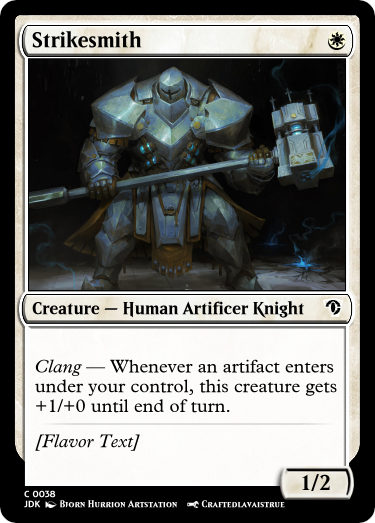 Strikesmith
Creature — Human Artificer Knight
Clang — Whenever an artifact enters
under your control, this creature gets
+1/+0 until end of turn.
[Flavor Text]
1/2
C 0038
JDK Bjorn Hurrion Artstation Craftedlavaistrue